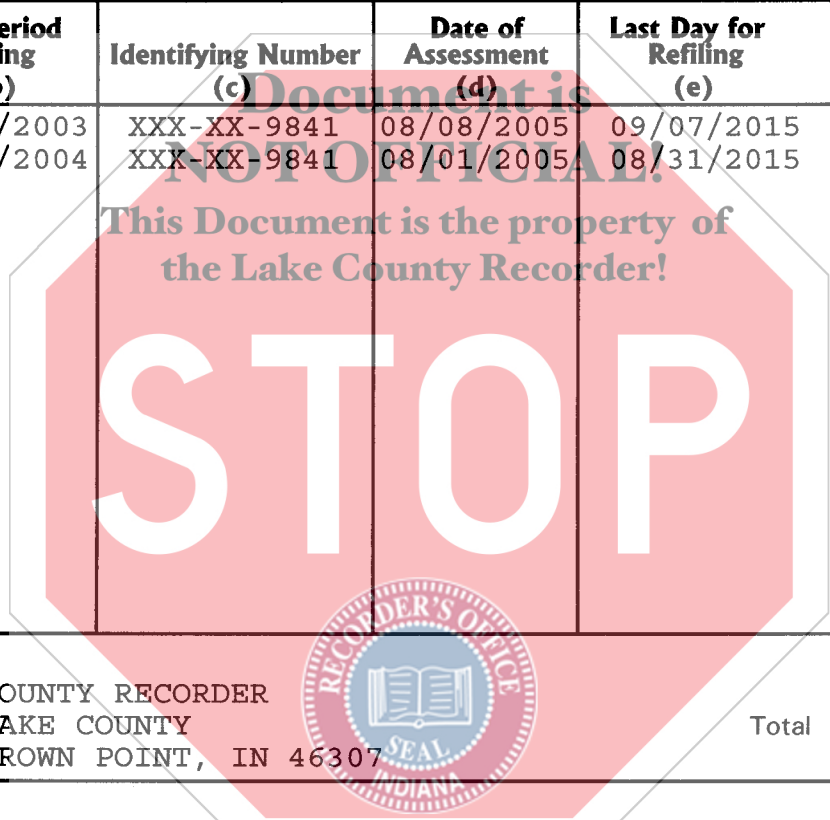 eriod
ing
)
Identifying Number
(c)
Date of
Assessment
(d)
Last Day for
Refiling
(e)
Document is
/2003 XXX-XX-9841 08/08/2005 09/07/2015
/2004 XXX-XX-9841 08/01/2005 08/31/2015
NOT OFFICIAL!
This Document is the property of
the Lake County Recorder!
STOP
RECORDER'S OFFICE
SEAL
INDIANA
OUNTY RECORDER
AKE COUNTY
ROWN POINT, IN 46307
Total